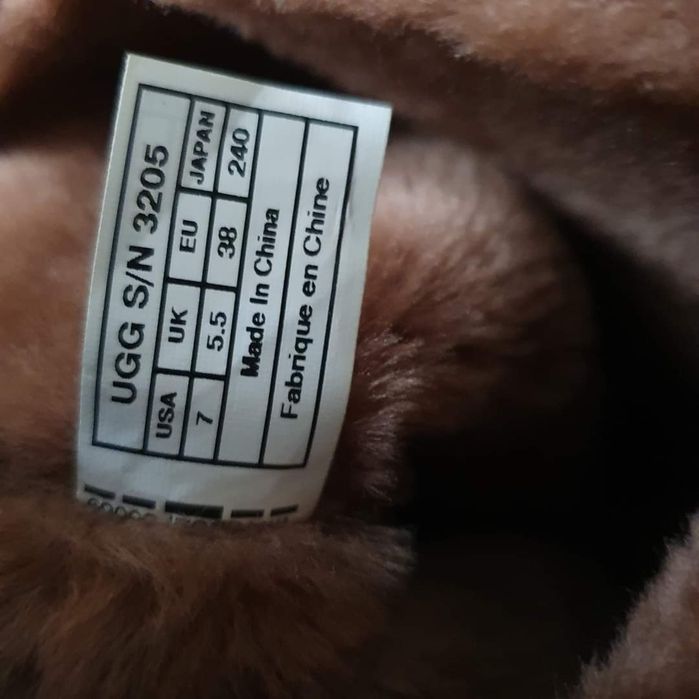 UGG S/N 3205
USA UK EU JAPAN
7 5.5 38 240
Made In China
Fabrique en Chine